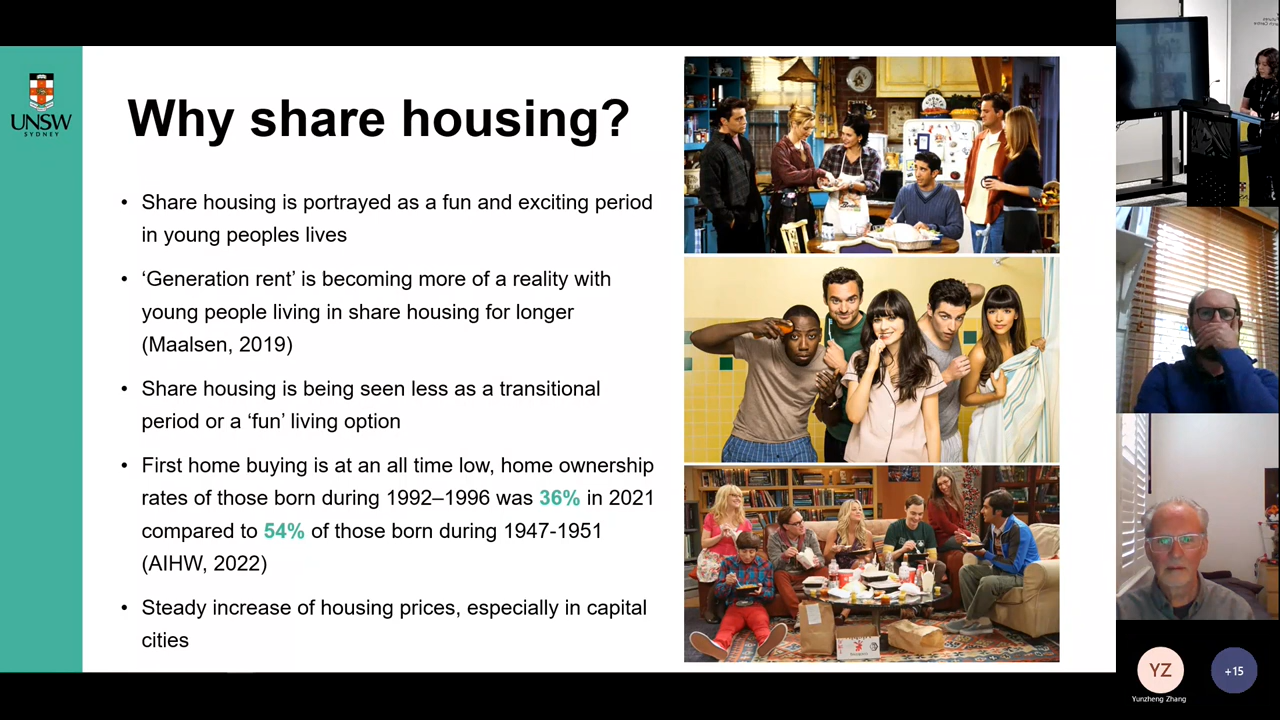 UNSW
SYDNEY
Why share housing?
• Share housing is portrayed as a fun and exciting period
in young peoples lives
• ‘Generation rent’ is becoming more of a reality with
young people living in share housing for longer
(Maalsen, 2019)
• Share housing is being seen less as a transitional
period or a ‘fun’ living option
• First home buying is at an all time low, home ownership
rates of those born during 1992–1996 was 36% in 2021
compared to 54% of those born during 1947-1951
(AIHW, 2022)
• Steady increase of housing prices, especially in capital
cities
YZ
Yunzheng Zhang
+15